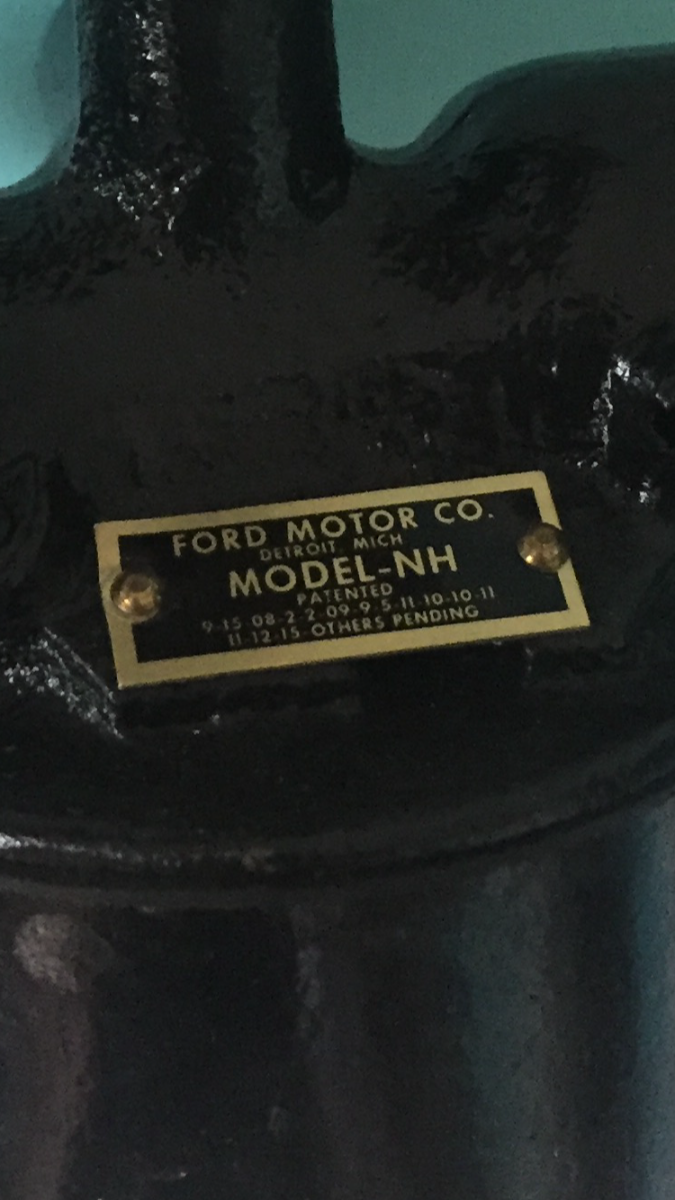 FORD MOTOR CO.
DETROIT, MICH
MODEL-NH
PATENTED
9-15-08-2-2-09-9-5-11-10-10-11
11-12-15 OTHERS PENDING